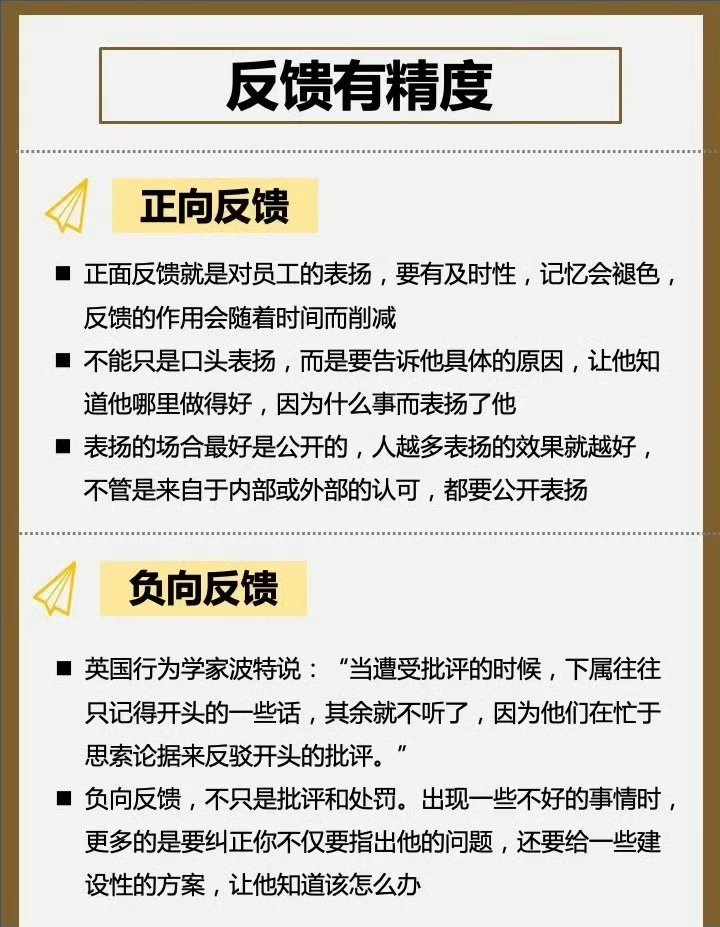 反馈有精度
正向反馈
■ 正面反馈就是对员工的表扬，要有及时性，记忆会褪色，
反馈的作用会随着时间而削减
■ 不能只是口头表扬，而是要告诉他具体的原因，让他知
道他哪里做得好，因为什么事而表扬了他
■ 表扬的场合最好是公开的，人越多表扬的效果就越好，
不管是来自于内部或外部的认可，都要公开表扬
负向反馈
■ 英国行为学家波特说：“当遭受批评的时候，下属往往
只记得开头的一些话，其余就不听了，因为他们在忙于
思索论据来反驳开头的批评。”
■ 负向反馈，不只是批评和处罚。出现一些不好的事情时，
更多的是要纠正你不仅要指出他的问题，还要给一些建
设性的方案，让他知道该怎么办